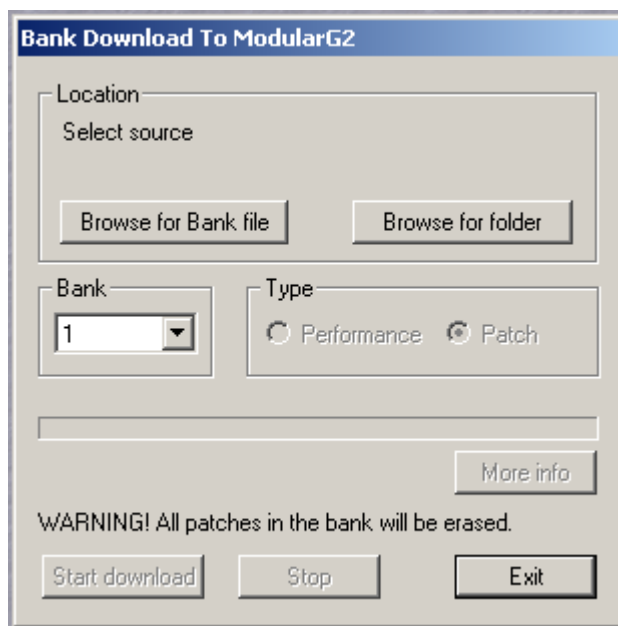 Bank Download To ModularG2
Location
Select source
Browse for Bank file
Browse for folder
Bank
Type
1
Performance
Patch
More info
WARNING! All patches in the bank will be erased.
Start download
Stop
Exit